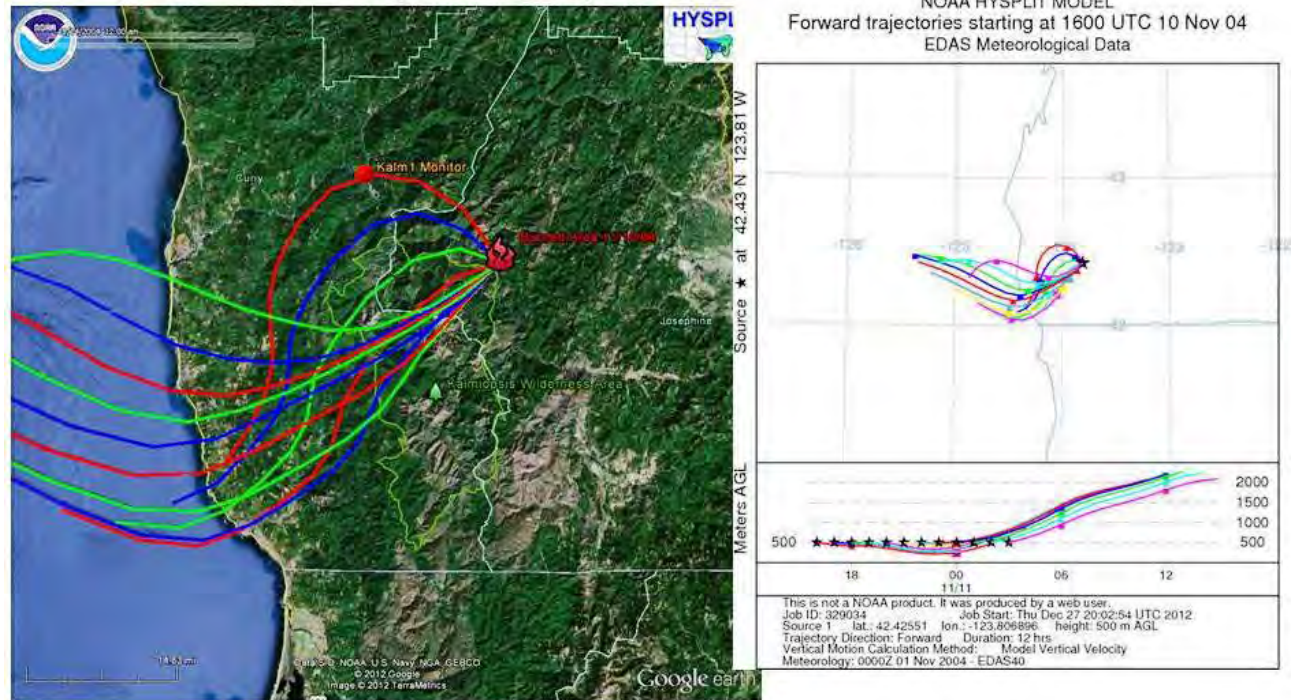 NOAA
HYSPL
Kalm1 Monitor
Curry
Josephine
Kalmiopsis Wilderness Area
Data SIO, NOAA, U.S. Navy, NGA, GEBCO
© 2012 Google
Image © 2012 TerraMetrics
Google earth
NOAA HYSPLIT MODEL
Forward trajectories starting at 1600 UTC 10 Nov 04
EDAS Meteorological Data
Source ★ at 42.43 N 123.81 W
43
42
Meters AGL
2000
1500
1000
500
500
18
00
06
12
11/11
This is not a NOAA product. It was produced by a web user.
Job ID: 329034 Job Start: Thu Dec 27 20:02:54 UTC 2012
Source 1 lat.: 42.42551 lon.: -123.806896 height: 500 m AGL
Trajectory Direction: Forward Duration: 12 hrs
Vertical Motion Calculation Method: Model Vertical Velocity
Meteorology: 0000Z 01 Nov 2004 - EDAS40